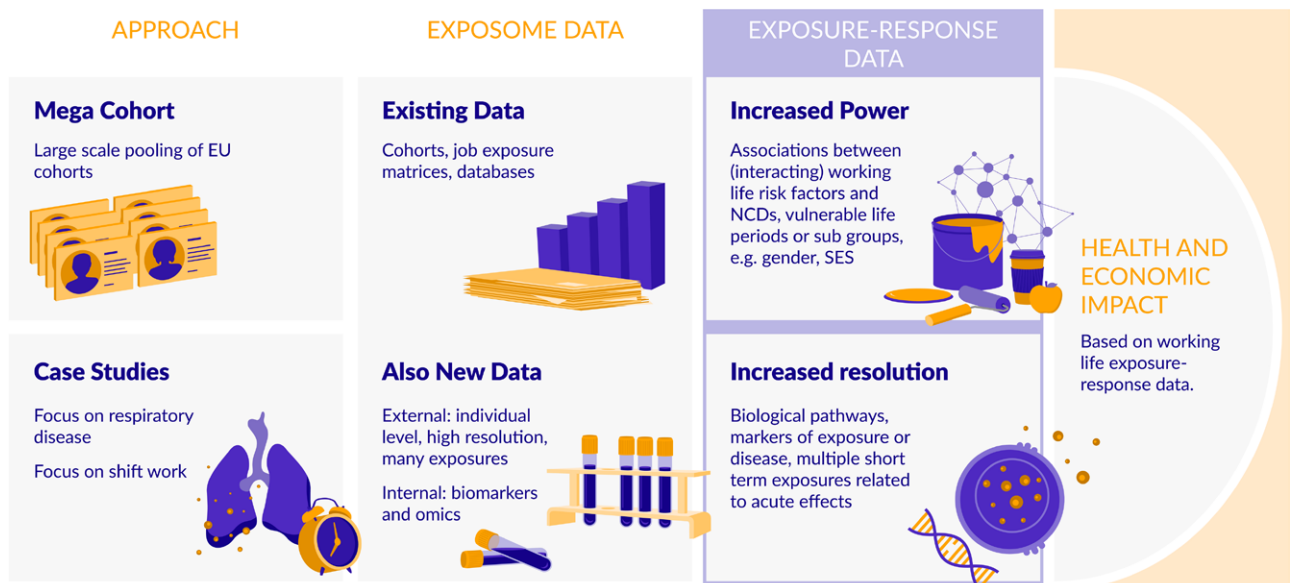 APPROACH
EXPOSOME DATA
EXPOSURE-RESPONSE
DATA
Mega Cohort
Large scale pooling of EU
cohorts
Existing Data
Cohorts, job exposure
matrices, databases
Increased Power
Associations between
(interacting) working
life risk factors and
NCDs, vulnerable life
periods or sub groups,
e.g. gender, SES
Case Studies
Focus on respiratory
disease
Focus on shift work
Also New Data
External: individual
level, high resolution,
many exposures
Internal: biomarkers
and omics
Increased resolution
Biological pathways,
markers of exposure or
disease, multiple short
term exposures related
to acute effects
HEALTH AND
ECONOMIC
IMPACT
Based on working
life exposure-
response data.